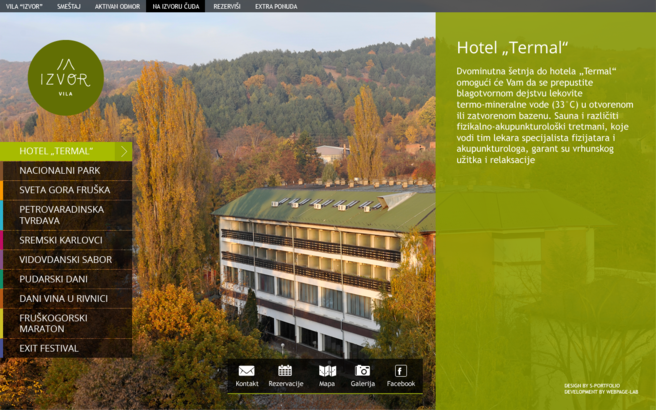 VILA "IZVOR" SMEŠTAJ AKTIVAN ODMOR NA IZVORU ČUDA REZERVIŠI EXTRA PONUDA
IZVOR
VILA
HOTEL „TERMAL“
NACIONALNI PARK
SVETA GORA FRUŠKA
PETROVARADINSKA
TVRĐAVA
SREMSKI KARLOVCI
VIDOVDANSKI SABOR
PUDARSKI DANI
DANI VINA U RIVNICI
FRUŠKOGORSKI
MARATON
EXIT FESTIVAL
Hotel „Termal“
Dvominutna šetnja do hotela „Termal“
omogući će Vam da se prepustite
blagotvornom dejstvu lekovite
termo-mineralne vode (33°C) u otvorenom
ili zatvorenom bazenu. Sauna i različiti
fizikalno-akupunkturološki tretmani, koje
vodi tim lekara specijalista fizijatara i
akupunkturologa, garant su vrhunskog
užitka i relaksacije
Kontakt Rezervacije Mapa Galerija Facebook
DESIGN BY S-PORTFOLIO
DEVELOPMENT BY WEBPAGE-LAB